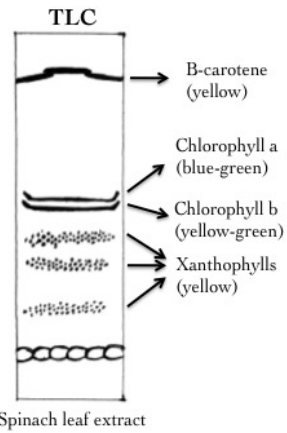 TLC
B-carotene
(yellow)
Chlorophyll a
(blue-green)
Chlorophyll b
(yellow-green)
Xanthophylls
(yellow)
Spinach leaf extract